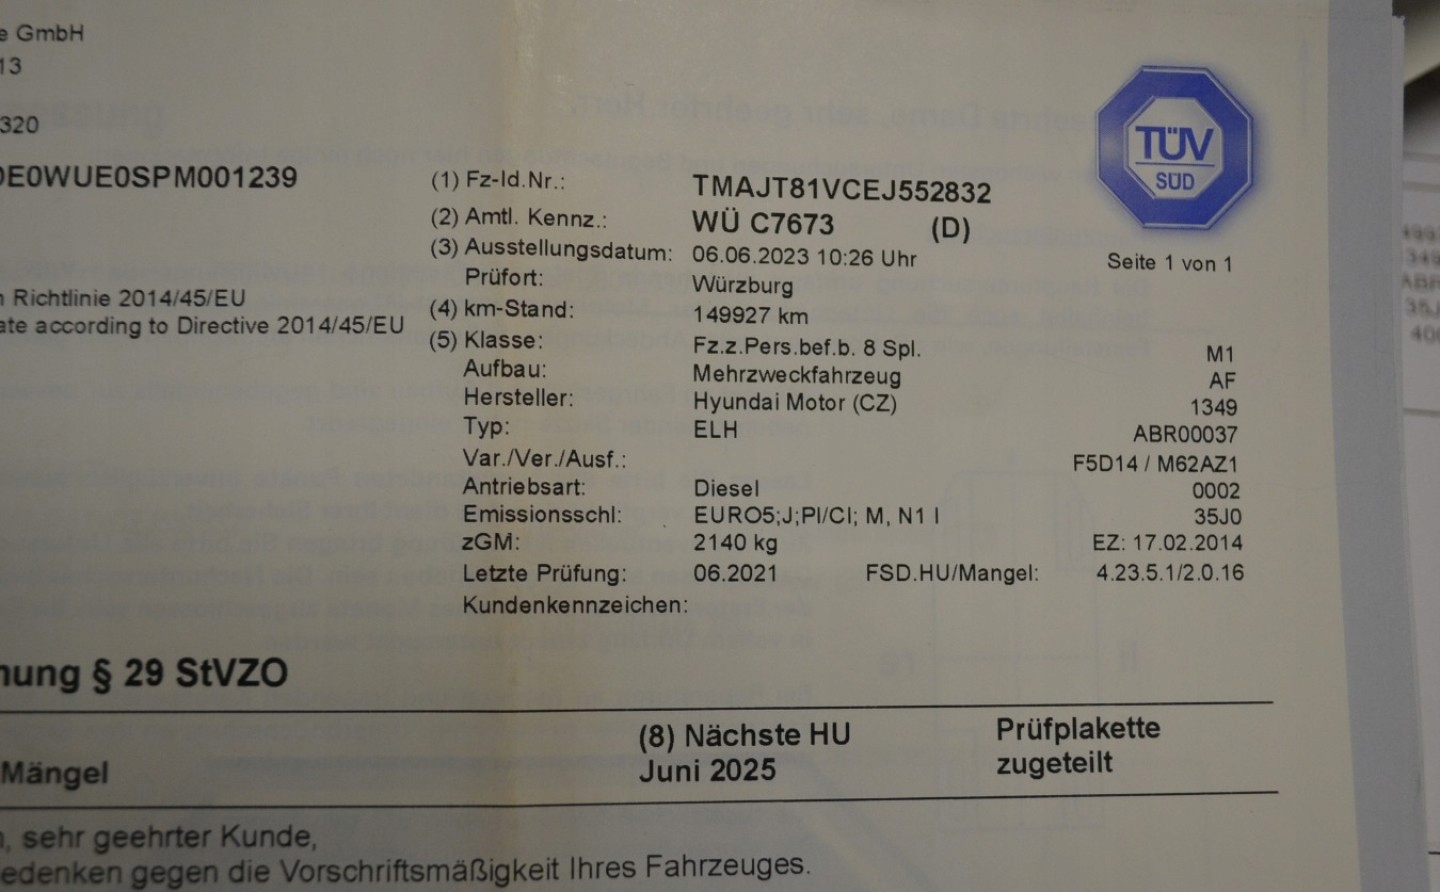 e GmbH
13
320
DE0WUE0SPM001239
n Richtlinie 2014/45/EU
ate according to Directive 2014/45/EU
TÜV
SÜD
Seite 1 von 1
(1) Fz-Id.Nr.: TMAJT81VCEJ552832
(2) Amtl. Kennz.: WÜ C7673 (D)
(3) Ausstellungsdatum: 06.06.2023 10:26 Uhr
Prüfort: Würzburg
(4) km-Stand: 149927 km
(5) Klasse: Fz.z.Pers.bef.b. 8 Spl. M1
Aufbau: Mehrzweckfahrzeug AF
Hersteller: Hyundai Motor (CZ) 1349
Typ: ELH ABR00037
Var./Ver./Ausf.: F5D14 / M62AZ1
Antriebsart: Diesel 0002
Emissionsschl: EURO5;J;PI/CI; M, N1 I 35J0
zGM: 2140 kg EZ: 17.02.2014
Letzte Prüfung: 06.2021 FSD.HU/Mangel: 4.23.5.1/2.0.16
Kundenkennzeichen:
nung § 29 StVZO
(8) Nächste HU Prüfplakette
Mängel Juni 2025 zugeteilt
n, sehr geehrter Kunde,
edenken gegen die Vorschriftsmäßigkeit Ihres Fahrzeuges.